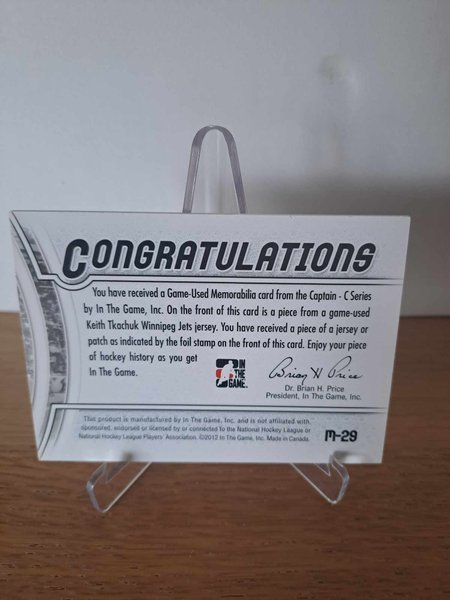 CONGRATULATIONS
You have received a Game-Used Memorabilia card from the Captain - C Series
by In The Game, Inc. On the front of this card is a piece from a game-used
Keith Tkachuk Winnipeg Jets jersey. You have received a piece of a jersey or
patch as indicated by the foil stamp on the front of this card. Enjoy your piece
of hockey history as you get
In The Game.
IN
THE
GAME
Brian H Price
Dr. Brian H. Price
President, In The Game, Inc.
This product is manufactured by In The Game, Inc. and is not affiliated with,
sponsored, endorsed or licensed by or connected to the National Hockey League or
National Hockey League Players' Association. ©2012 In The Game, Inc. Made in Canada.
M-29